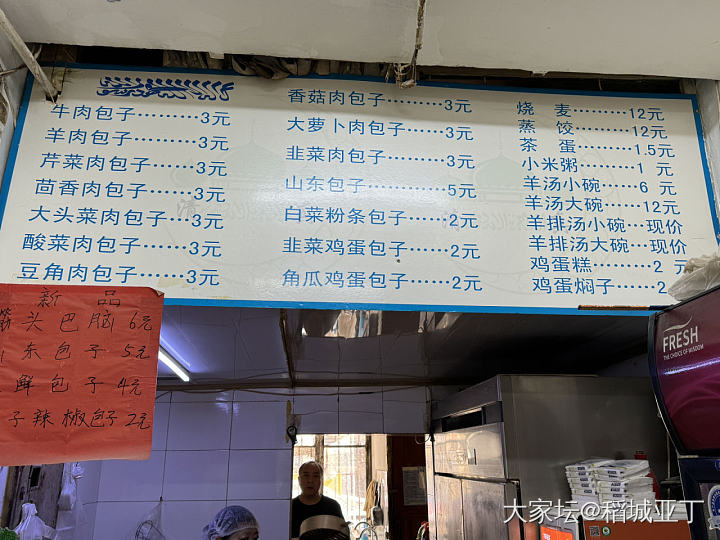 牛肉包子………3元
羊肉包子………3元
芹菜肉包子……3元
茴香肉包子……3元
大头菜肉包子…3元
酸菜肉包子……3元
豆角肉包子……3元
香菇肉包子………3元
大萝卜肉包子……3元
韭菜肉包子………3元
山东包子…………5元
白菜粉条包子……2元
韭菜鸡蛋包子……2元
角瓜鸡蛋包子……2元
烧 麦………12元
蒸 饺………12元
茶 蛋………1.5元
小米粥………1 元
羊汤小碗……6 元
羊汤大碗……12元
羊排汤小碗…现价
羊排汤大碗…现价
鸡蛋糕………2 元
鸡蛋焖子……2
新 品
头巴脑 6元
东包子 5元
鲜包子 4元
子辣椒包子 2元
FRESH
THE CHOICE OF WISDOM
大家坛@稻城亚丁